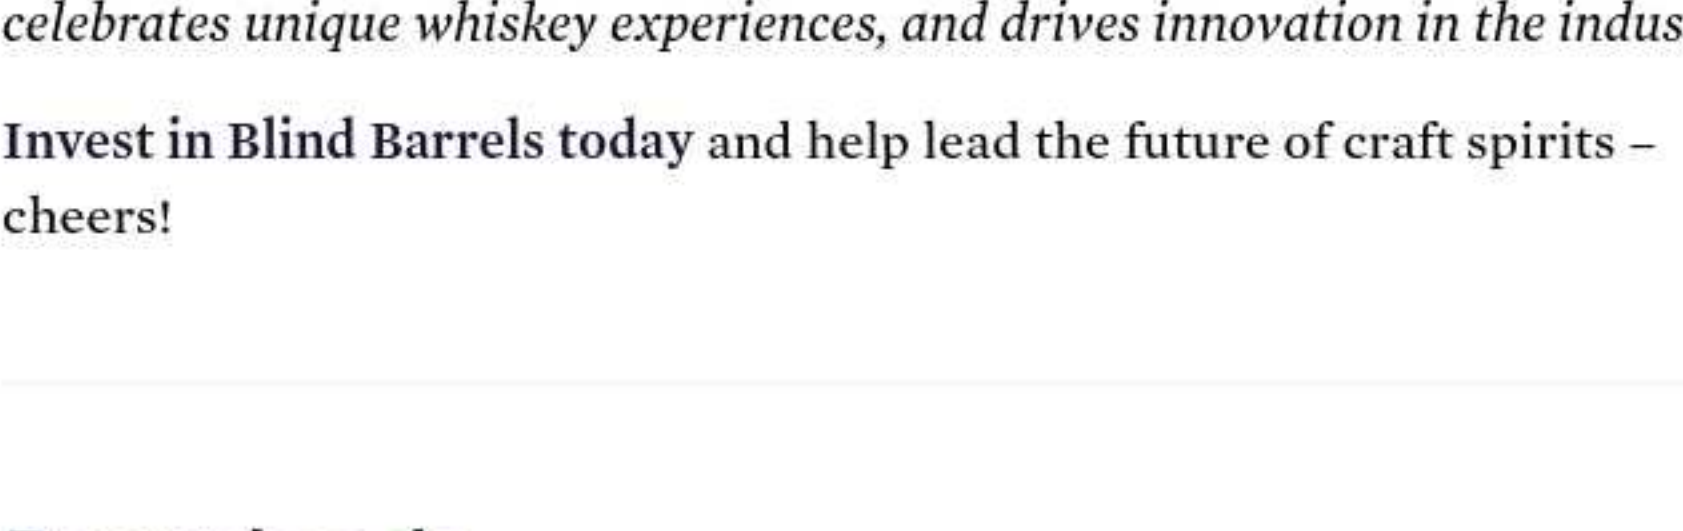 celebrates unique whiskey experiences, and drives innovation in the indus
Invest in Blind Barrels today and help lead the future of craft spirits –
cheers!